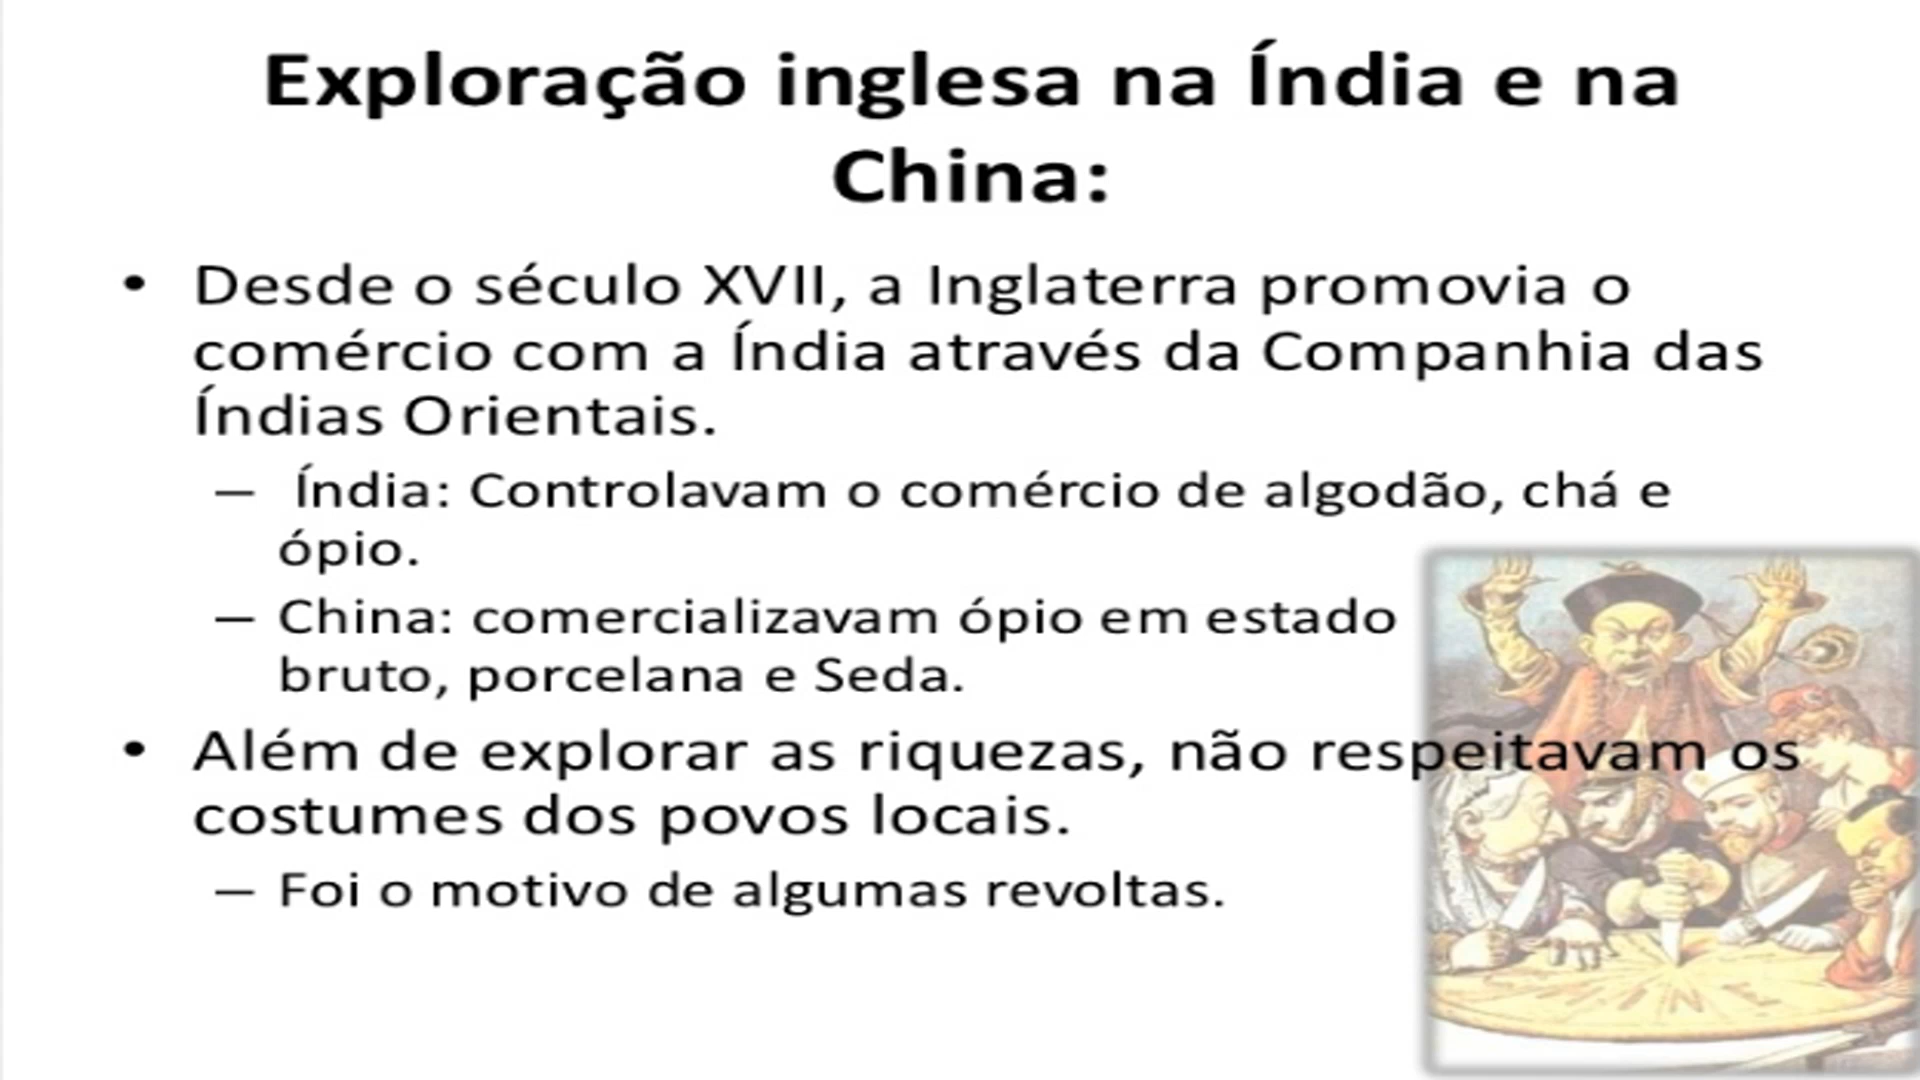 Exploração inglesa na Índia e na
China:
• Desde o século XVII, a Inglaterra promovia o
comércio com a Índia através da Companhia das
Índias Orientais.
– Índia: Controlavam o comércio de algodão, chá e
ópio.
– China: comercializavam ópio em estado
bruto, porcelana e Seda.
• Além de explorar as riquezas, não respeitavam os
costumes dos povos locais.
– Foi o motivo de algumas revoltas.